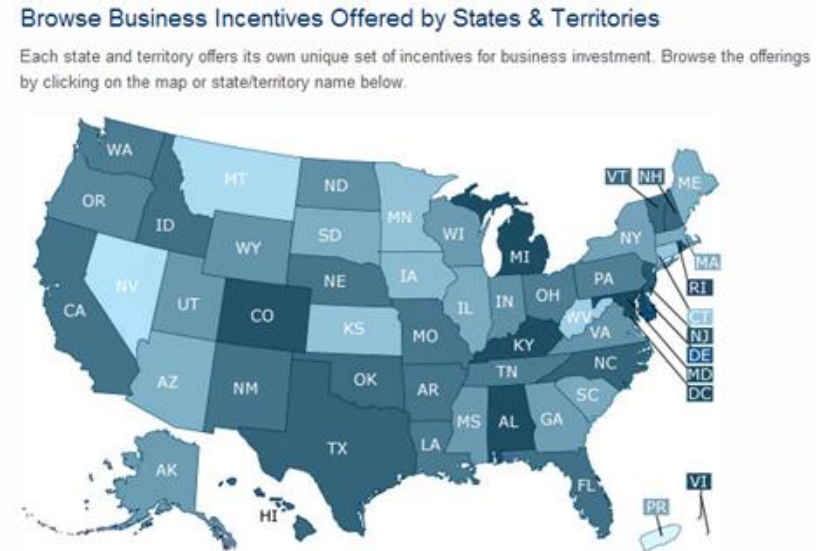 Browse Business Incentives Offered by States & Territories
Each state and territory offers its own unique set of incentives for business investment. Browse the offerings
by clicking on the map or state/territory name below.
WA
MT
ND
VT NH
ME
OR
ID
MN
SD
WI
NY
WY
MI
MA
NE
IA
PA
RI
NV
UT
CO
IL
IN
OH
CA
KS
MO
WV
CT
VA
NJ
KY
DE
AZ
NM
OK
AR
TN
NC
MD
SC
DC
MS
AL
GA
TX
LA
AK
FL
VI
HI
PR